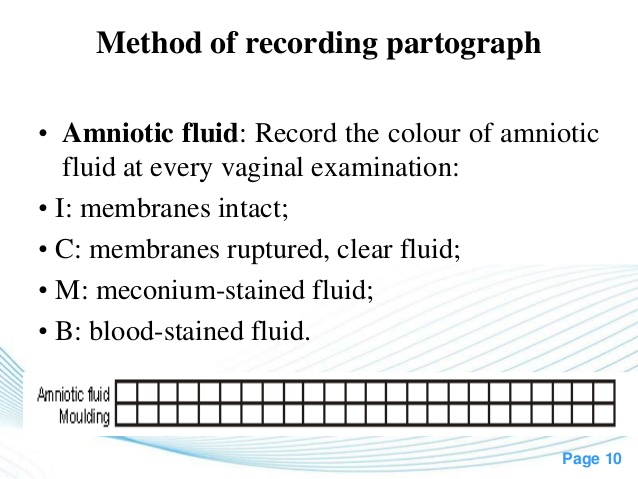 Method of recording partograph
• Amniotic fluid: Record the colour of amniotic
fluid at every vaginal examination:
• I: membranes intact;
• C: membranes ruptured, clear fluid;
• M: meconium-stained fluid;
• B: blood-stained fluid.
Amniotic fluid
Moulding
Page 10